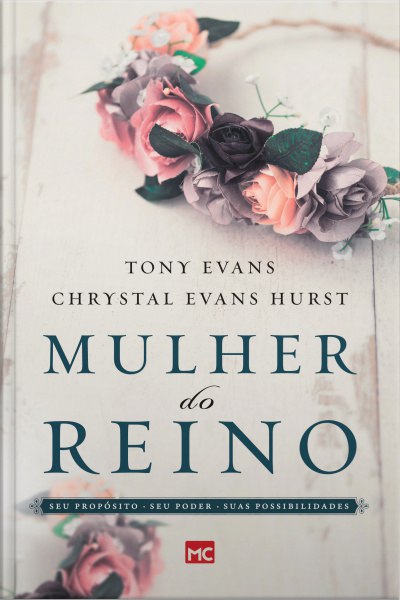 TONY EVANS
CHRYSTAL EVANS HURST
MULHER
do
REINO
SEU PROPÓSITO · SEU PODER · SUAS POSSIBILIDADES
MC